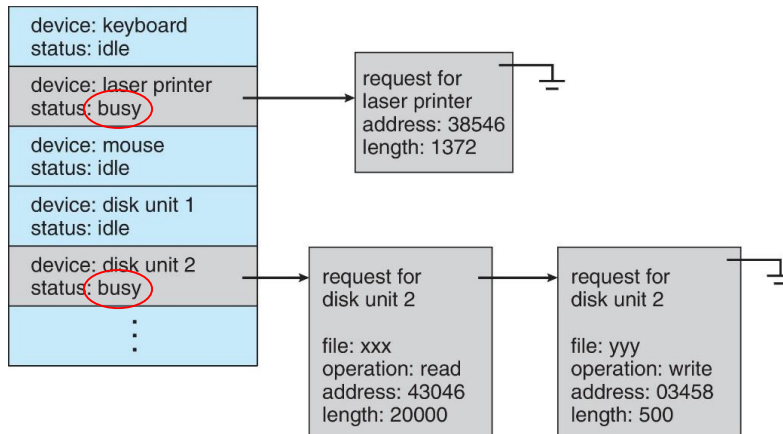 device: keyboard
status: idle
device: laser printer
status: busy
device: mouse
status: idle
device: disk unit 1
status: idle
device: disk unit 2
status: busy
request for
laser printer
address: 38546
length: 1372
request for
disk unit 2
file: xxx
operation: read
address: 43046
length: 20000
request for
disk unit 2
file: yyy
operation: write
address: 03458
length: 500